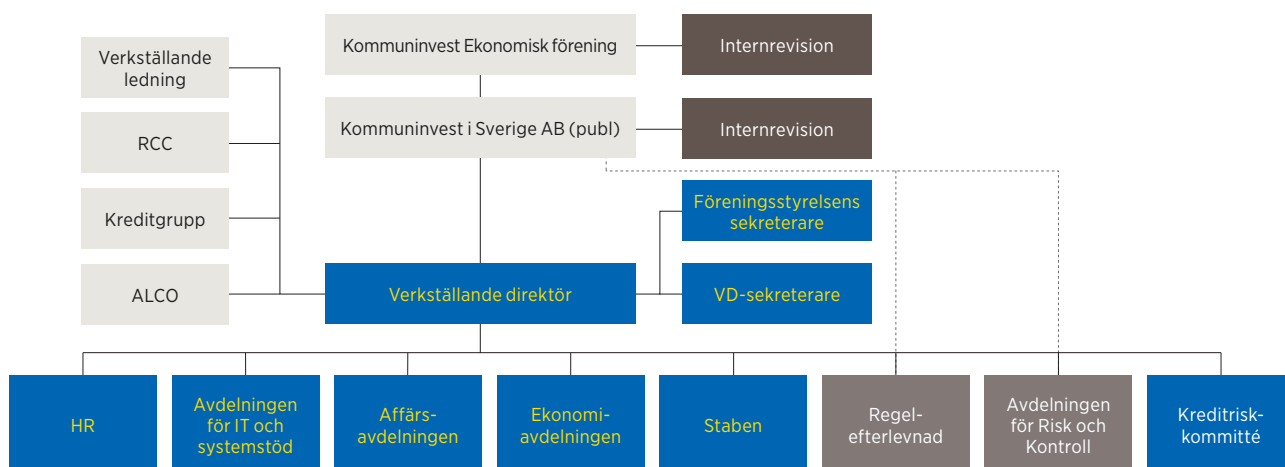 Kommuninvest Ekonomisk förening
Internrevision
Verkställande
ledning
Kommuninvest i Sverige AB (publ)
Internrevision
RCC
Föreningsstyrelsens
sekreterare
Kreditgrupp
ALCO
Verkställande direktör
VD-sekreterare
HR
Avdelningen
för IT och
systemstöd
Affärs-
avdelningen
Ekonomi-
avdelningen
Staben
Regel-
efterlevnad
Avdelningen
för Risk och
Kontroll
Kreditrisk-
kommitté